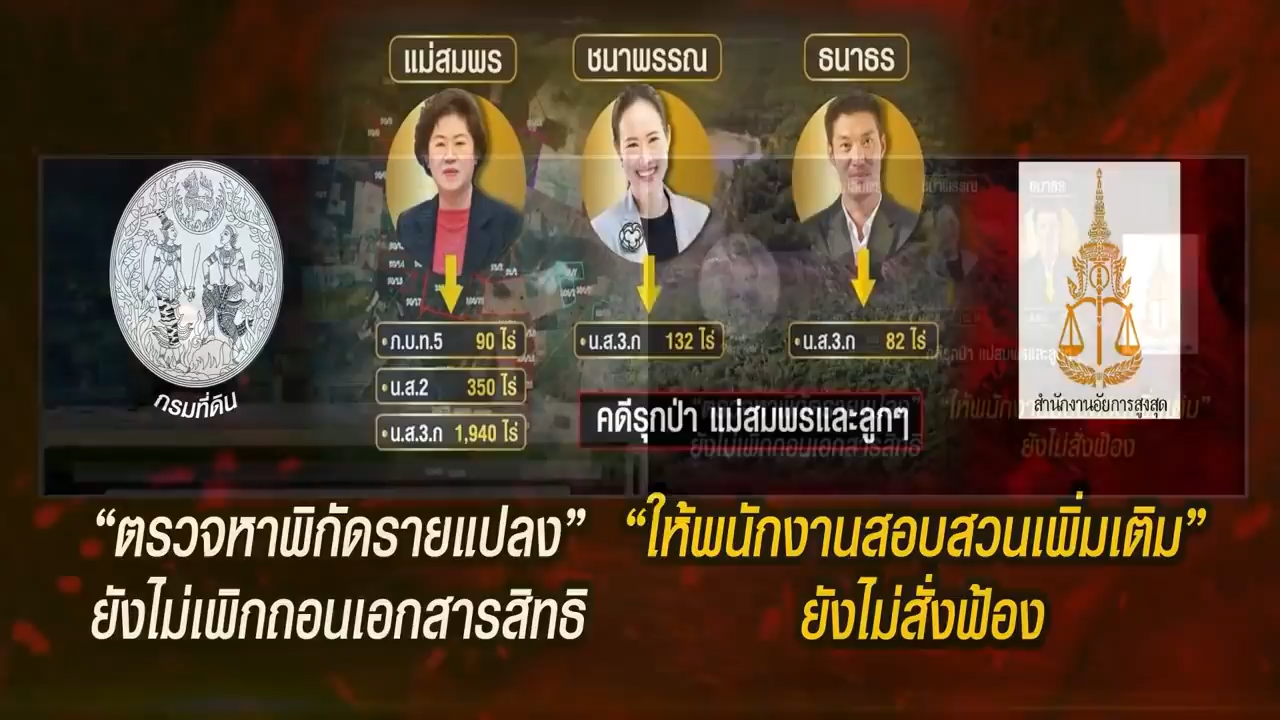 แม่สมพร
ชนาพรรณ
ธนาธร
•ภ.บ.ท.5 90 ไร่
•น.ส.2 350 ไร่
•น.ส.3.ก 1,940 ไร่
•น.ส.3.ก 132 ไร่
•น.ส.3.ก 82 ไร่
กรมที่ดิน
คดีรุกป่า แม่สมพรและลูกๆ
สำนักงานอัยการสูงสุด
“ตรวจหาพิกัดรายแปลง”
ยังไม่เพิกถอนเอกสารสิทธิ
“ให้พนักงานสอบสวนเพิ่มเติม”
ยังไม่สั่งฟ้อง